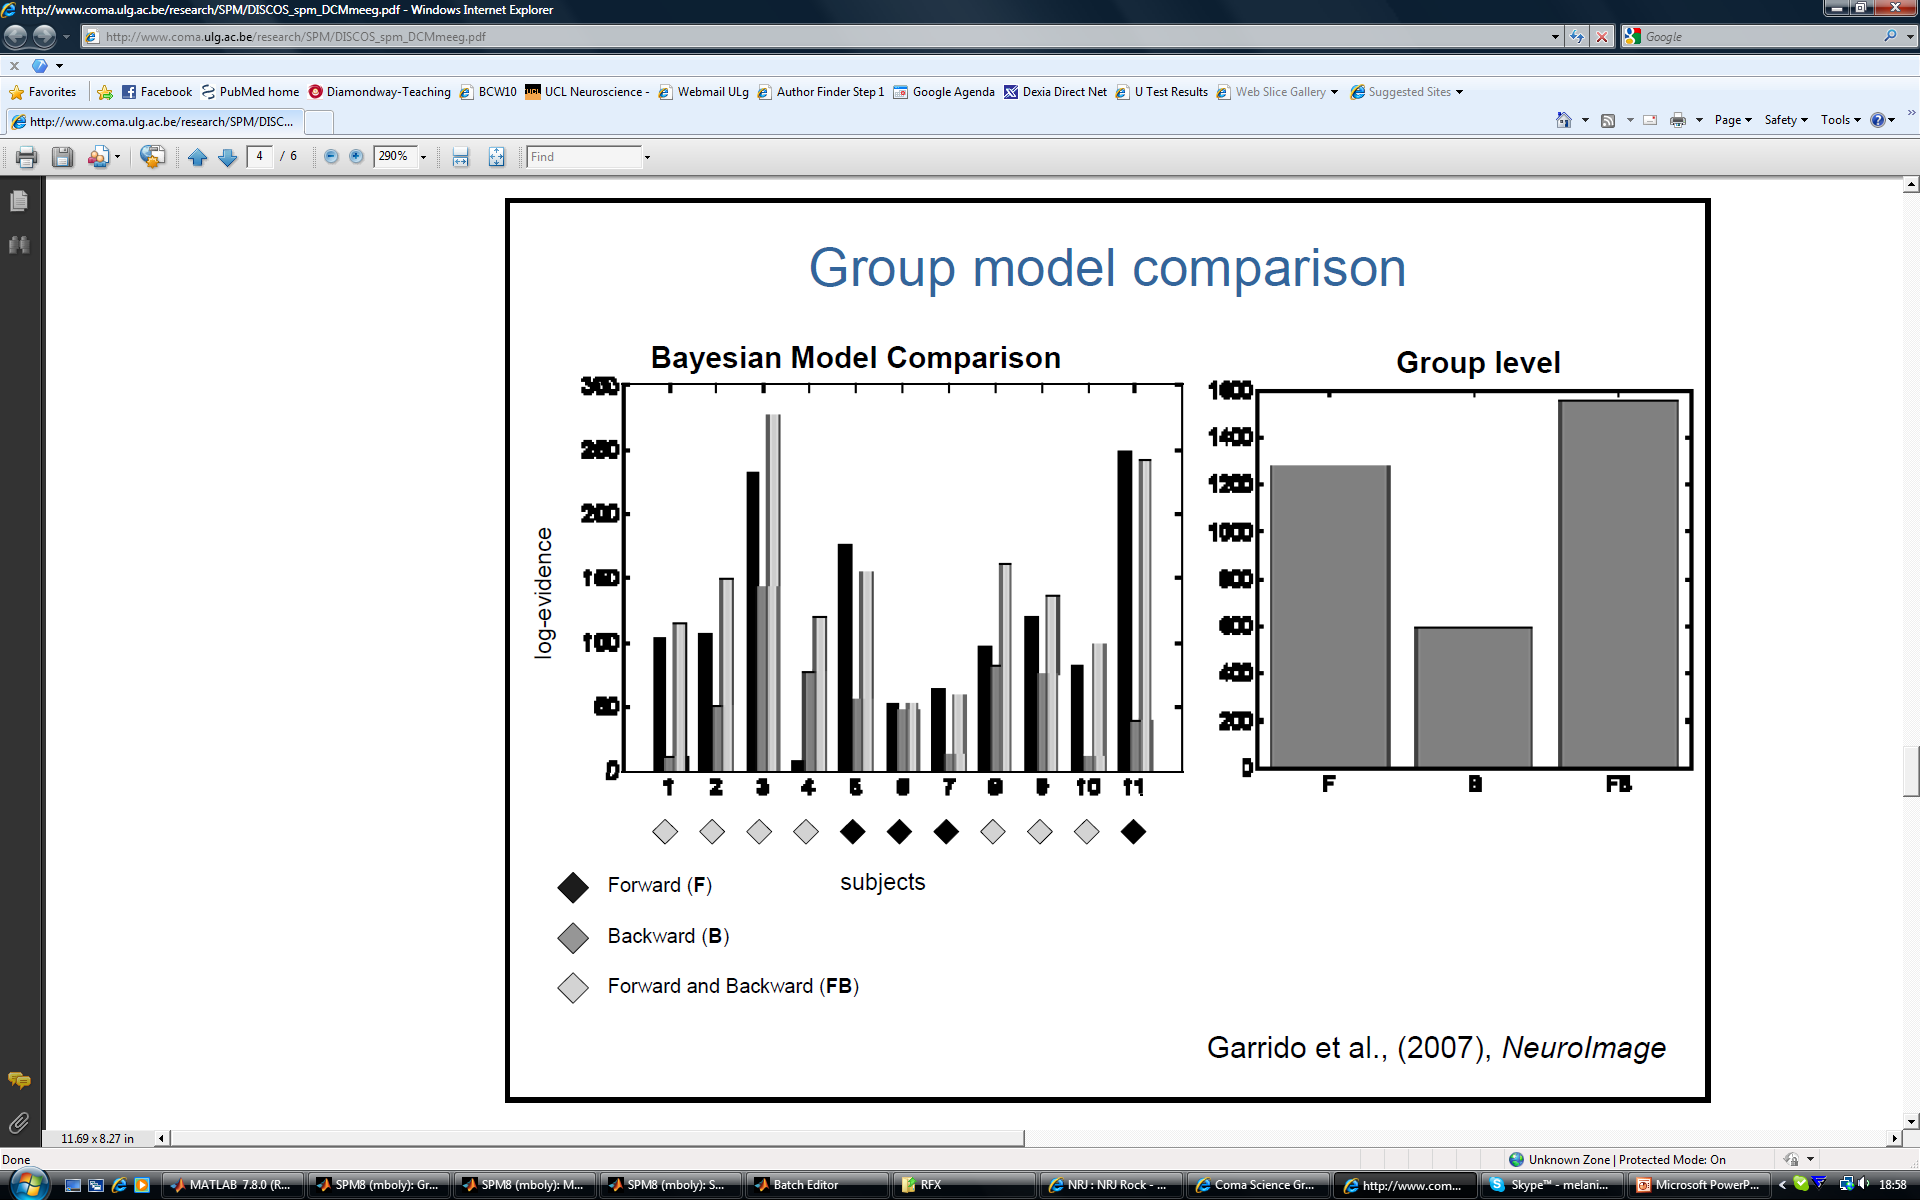 http://www.coma.ulg.ac.be/research/SPM/DISCOS_spm_DCMmeeg.pdf - Windows Internet Explorer
http://www.coma.ulg.ac.be/research/SPM/DISCOS_spm_DCMmeeg.pdf
Google
Favorites Facebook PubMed home Diamondway-Teaching BCW10 UCL Neuroscience - Webmail ULg Author Finder Step 1 Google Agenda Dexia Direct Net U Test Results Web Slice Gallery Suggested Sites
http://www.coma.ulg.ac.be/research/SPM/DISC... Page Safety Tools
4 / 6 290% Find
Group model comparison
Bayesian Model Comparison
Group level
log-evidence
300
250
200
150
100
50
0
1 2 3 4 5 6 7 8 9 10 11
1600
1400
1200
1000
800
600
400
200
0
F B FB
subjects
Forward (F)
Backward (B)
Forward and Backward (FB)
Garrido et al., (2007), NeuroImage
11.69 x 8.27 in
Done Unknown Zone | Protected Mode: On
MATLAB 7.8.0 (R... SPM8 (mboly): Gr... SPM8 (mboly): M... SPM8 (mboly): S... Batch Editor RFX NRJ : NRJ Rock - ... Coma Science Gr... http://www.com... Skype™ - melani... Microsoft PowerP... 18:58